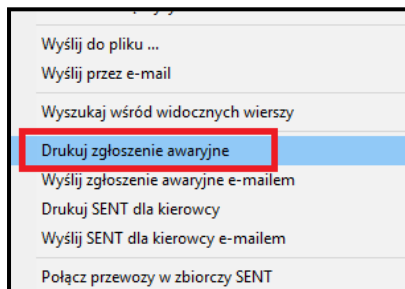 Wyślij do pliku ...
Wyślij przez e-mail
Wyszukaj wśród widocznych wierszy
Drukuj zgłoszenie awaryjne
Wyślij zgłoszenie awaryjne e-mailem
Drukuj SENT dla kierowcy
Wyślij SENT dla kierowcy e-mailem
Połącz przewozy w zbiorczy SENT